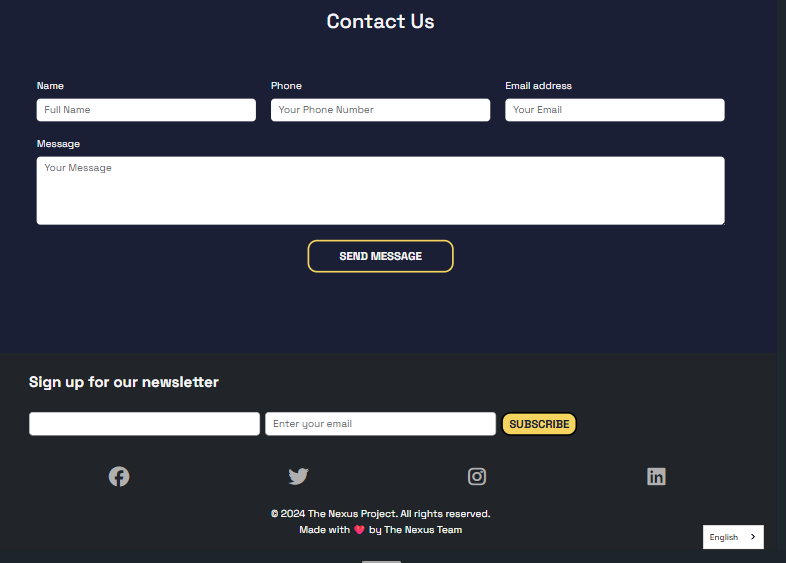 Contact Us
Name Phone Email address
Full Name Your Phone Number Your Email
Message
Your Message
SEND MESSAGE
Sign up for our newsletter
Enter your email SUBSCRIBE
© 2024 The Nexus Project. All rights reserved.
Made with 💖 by The Nexus Team
English